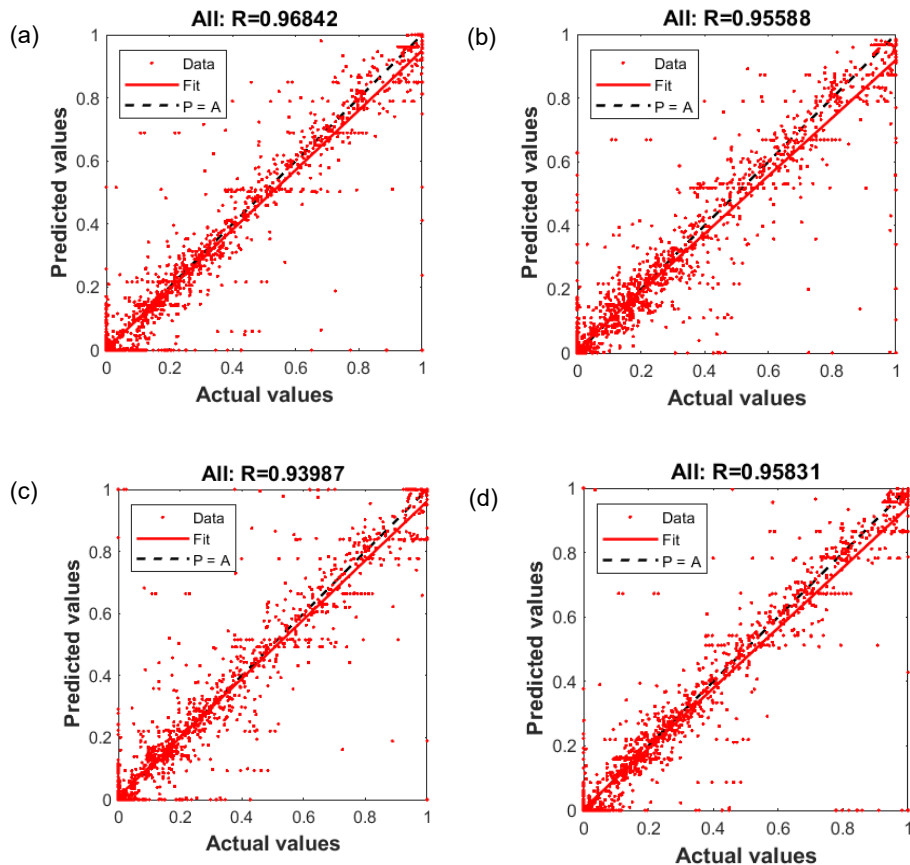 (a)
All: R=0.96842
Data
Fit
P = A
Predicted values
1
0.8
0.6
0.4
0.2
0
0
0.2
0.4
0.6
0.8
1
Actual values
(b)
All: R=0.95588
Data
Fit
P = A
Predicted values
1
0.8
0.6
0.4
0.2
0
0
0.2
0.4
0.6
0.8
1
Actual values
(c)
All: R=0.93987
Data
Fit
P = A
Predicted values
1
0.8
0.6
0.4
0.2
0
0
0.2
0.4
0.6
0.8
1
Actual values
(d)
All: R=0.95831
Data
Fit
P = A
Predicted values
1
0.8
0.6
0.4
0.2
0
0
0.2
0.4
0.6
0.8
1
Actual values